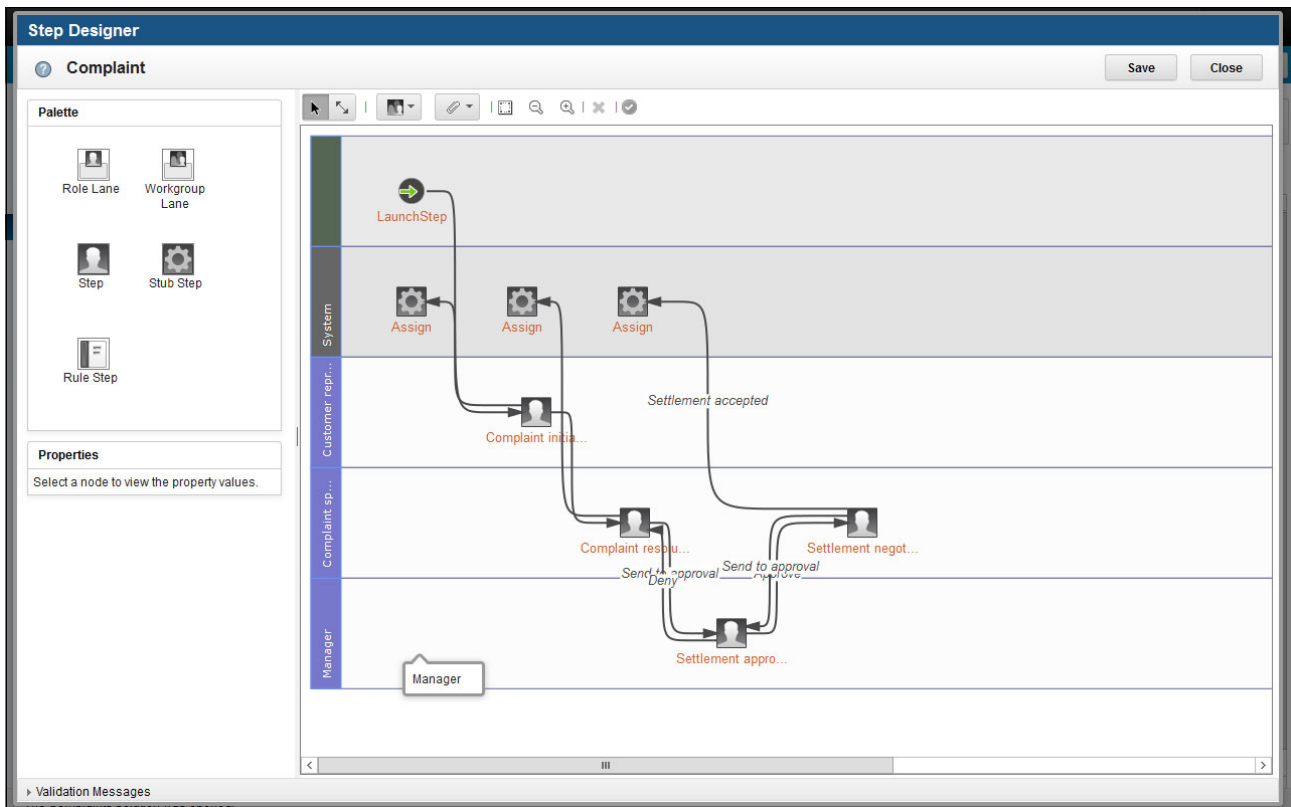 Step Designer
Complaint
Save
Close
Palette
Role Lane
Workgroup
Lane
Step
Stub Step
Rule Step
Properties
Select a node to view the property values.
LaunchStep
System
Assign
Assign
Assign
Customer repr...
Settlement accepted
Complaint initia...
Complaint sp...
Complaint resolu...
Settlement negot...
Send to approval
Deny
Send to approval
Approve
Manager
Settlement appro...
Manager
Validation Messages